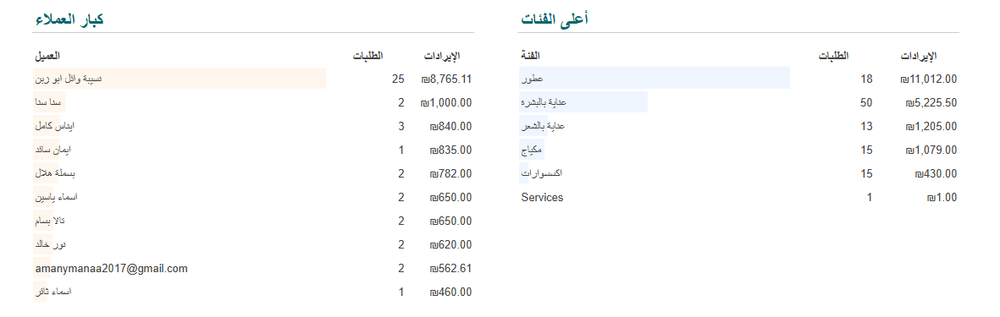 كبار العملاء
العميل الطلبات الإيرادات
نسيبة وائل ابو زين 25 ₪8,765.11
سنا سنا 2 ₪1,000.00
ايناس كامل 3 ₪840.00
ايمان سائد 1 ₪835.00
بسملة هلال 2 ₪782.00
اسماء ياسين 2 ₪650.00
تالا بسام 2 ₪650.00
نور خالد 2 ₪620.00
amanymanaa2017@gmail.com 2 ₪562.61
اسماء ثائر 1 ₪460.00
أعلى الفئات
الفئة الطلبات الإيرادات
عطور 18 ₪11,012.00
عناية بالبشره 50 ₪5,225.50
عناية بالشعر 13 ₪1,205.00
مكياج 15 ₪1,079.00
اكسسوارات 15 ₪430.00
Services 1 ₪1.00